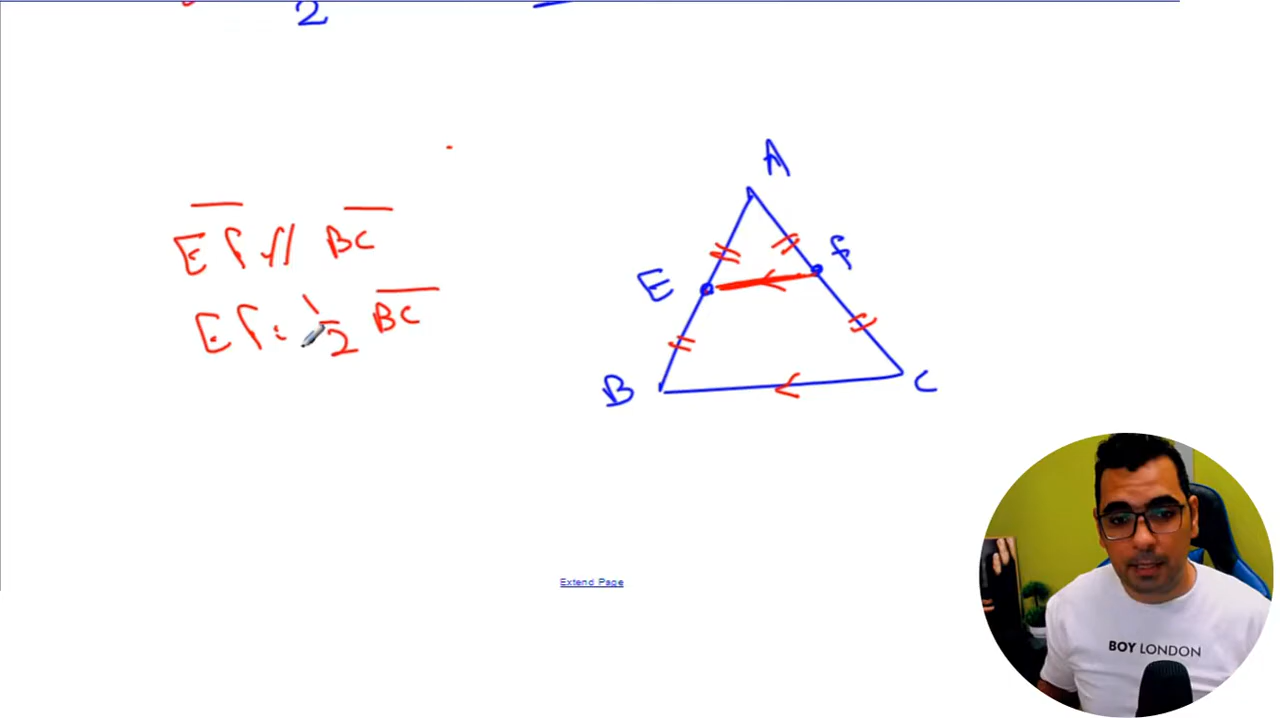 2
A
EF // BC
f
E
EF = 1/2 BC
B
C
Extend Page
BOY LONDON